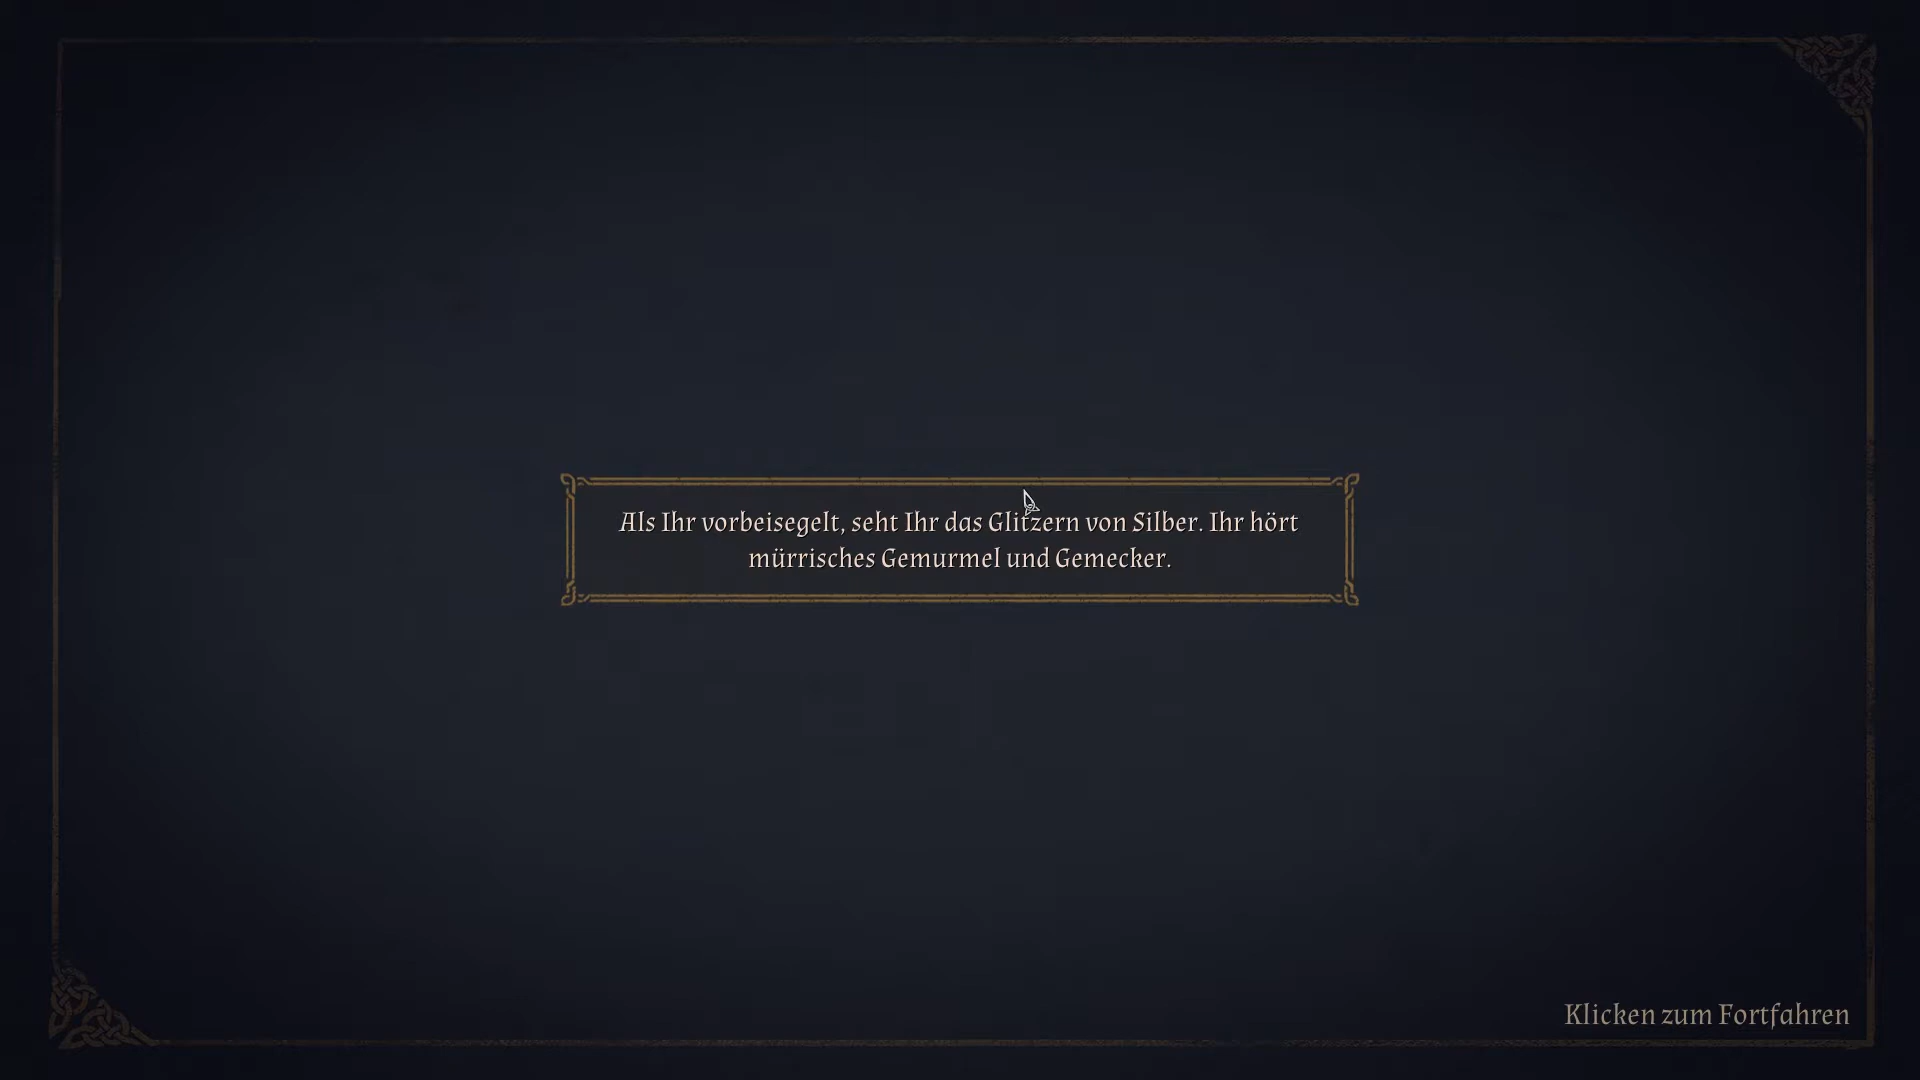 Als Ihr vorbeisegelt, seht Ihr das Glitzern von Silber. Ihr hört
mürrisches Gemurmel und Gemecker.
Klicken zum Fortfahren